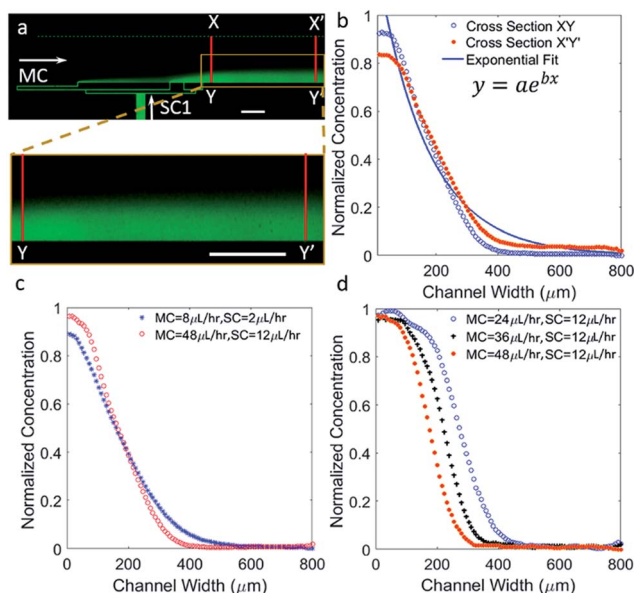 a
X X'
MC
Y Y'
SC1
Y Y'
b
Cross Section XY
Cross Section X'Y'
Exponential Fit
y = ae^{bx}
Normalized Concentration
1
0.8
0.6
0.4
0.2
0
200 400 600 800
Channel Width (μm)
c
MC=8μL/hr,SC=2μL/hr
MC=48μL/hr,SC=12μL/hr
Normalized Concentration
1
0.8
0.6
0.4
0.2
0
0 200 400 600 800
Channel Width (μm)
d
MC=24μL/hr,SC=12μL/hr
MC=36μL/hr,SC=12μL/hr
MC=48μL/hr,SC=12μL/hr
Normalized Concentration
1
0.8
0.6
0.4
0.2
0
0 200 400 600 800
Channel Width (μm)